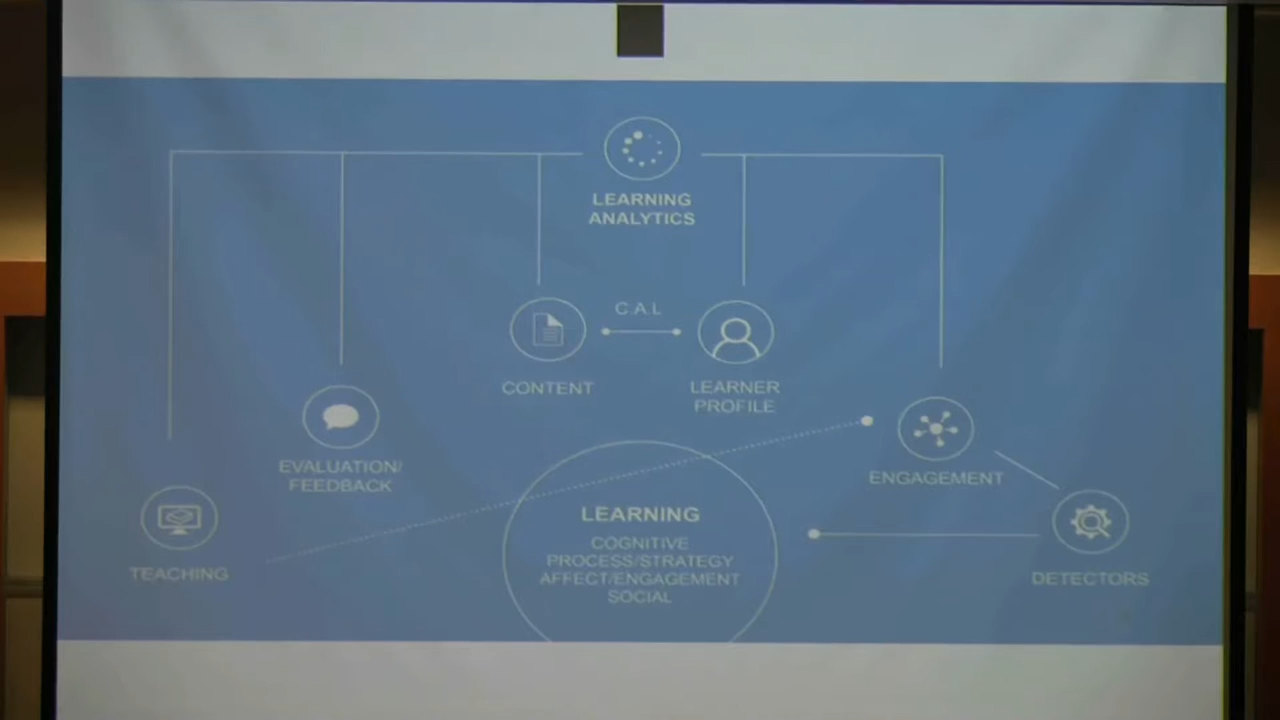 LEARNING
ANALYTICS
C.A.L
CONTENT
LEARNER
PROFILE
EVALUATION/
FEEDBACK
ENGAGEMENT
TEACHING
LEARNING
COGNITIVE
PROCESS/STRATEGY
AFFECT/ENGAGEMENT
SOCIAL
DETECTORS